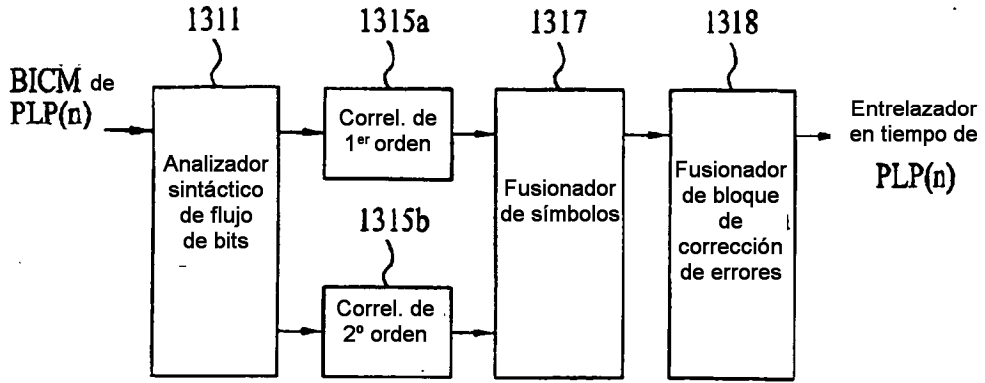 1311
1315a
1317
1318
BICM de
PLP(n)
Analizador
sintáctico
de flujo
de bits
Correl. de
1er orden
1315b
Correl. de
2º orden
Fusionador
de símbolos
Fusionador
de bloque
de
corrección
de errores
Entrelazador
en tiempo de
PLP(n)